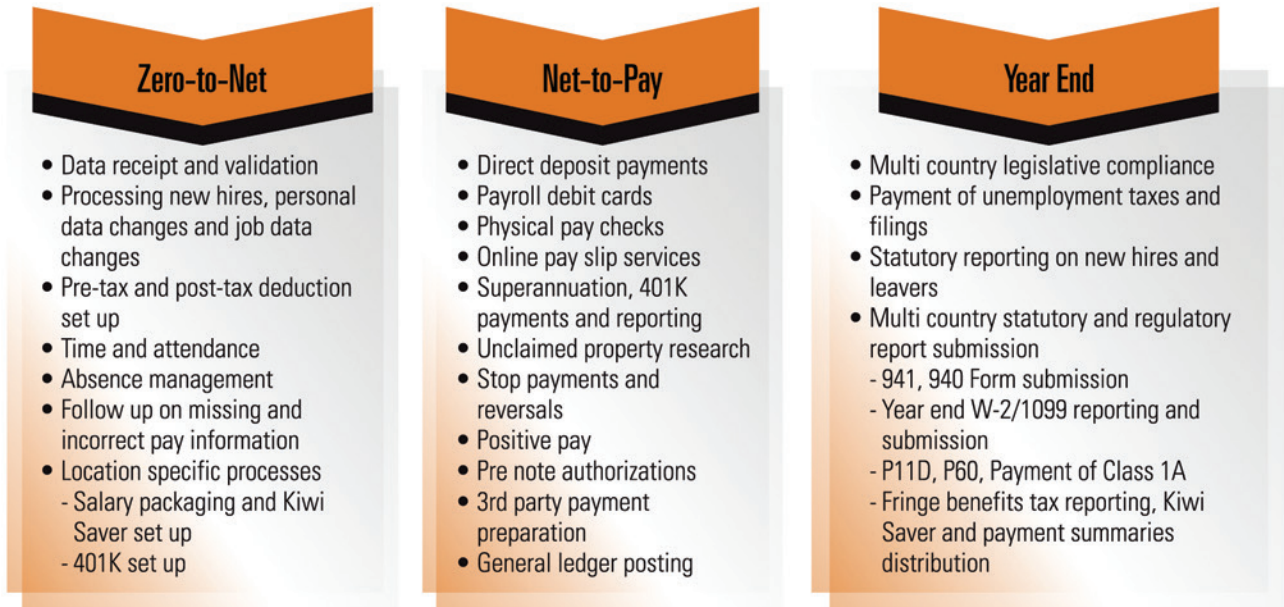 Zero-to-Net
• Data receipt and validation
• Processing new hires, personal
data changes and job data
changes
• Pre-tax and post-tax deduction
set up
• Time and attendance
• Absence management
• Follow up on missing and
incorrect pay information
• Location specific processes
- Salary packaging and Kiwi
Saver set up
- 401K set up
Net-to-Pay
• Direct deposit payments
• Payroll debit cards
• Physical pay checks
• Online pay slip services
• Superannuation, 401K
payments and reporting
• Unclaimed property research
• Stop payments and
reversals
• Positive pay
• Pre note authorizations
• 3rd party payment
preparation
• General ledger posting
Year End
• Multi country legislative compliance
• Payment of unemployment taxes and
filings
• Statutory reporting on new hires and
leavers
• Multi country statutory and regulatory
report submission
- 941, 940 Form submission
- Year end W-2/1099 reporting and
submission
- P11D, P60, Payment of Class 1A
- Fringe benefits tax reporting, Kiwi
Saver and payment summaries
distribution